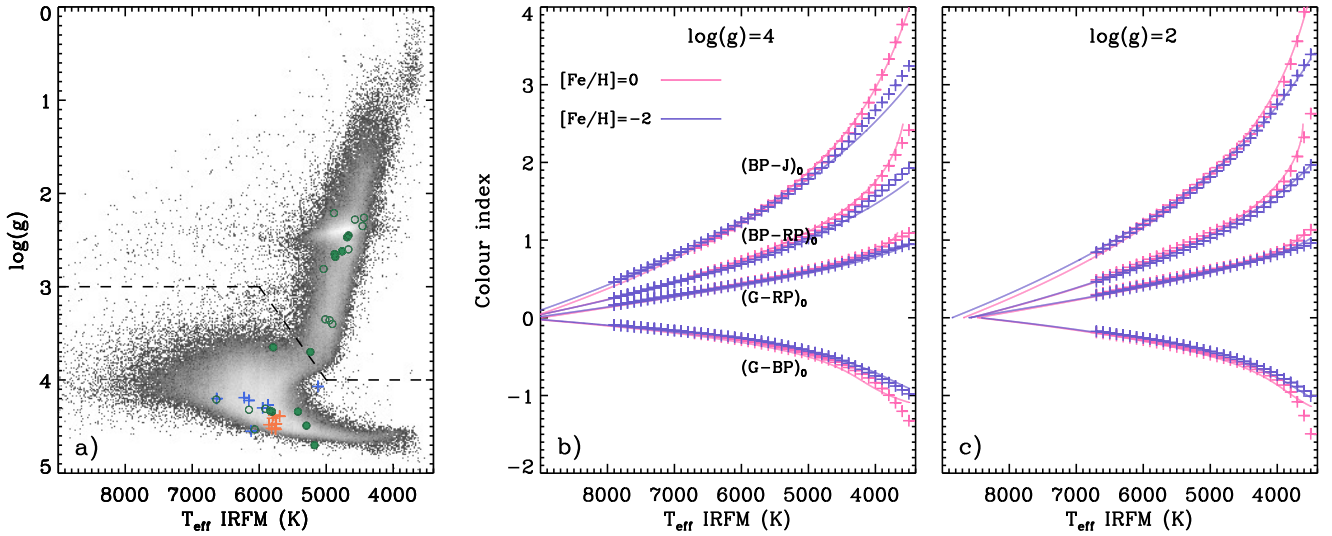 0
1
2
3
4
5
log(g)
a)
8000 7000 6000 5000 4000
Teff IRFM (K)
4
3
2
1
0
−1
−2
Colour index
log(g)=4
[Fe/H]=0
[Fe/H]=−2
(BP−J)0
(BP−RP)0
(G−RP)0
(G−BP)0
b)
8000 7000 6000 5000 4000
Teff IRFM (K)
log(g)=2
c)
8000 7000 6000 5000 4000
Teff IRFM (K)